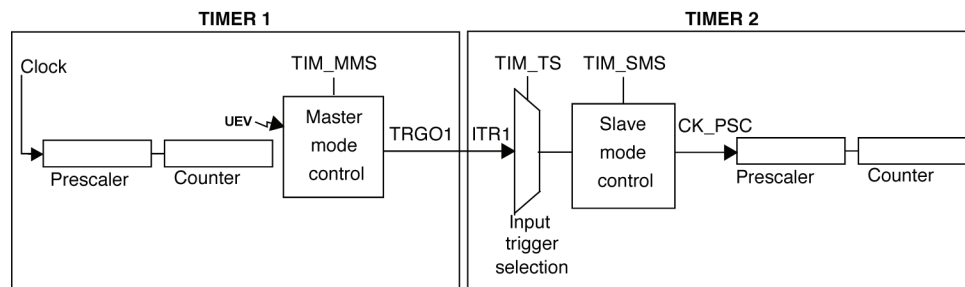 TIMER 1
TIMER 2
Clock
TIM_MMS
TIM_TS
TIM_SMS
UEV
Master
mode
control
TRGO1
ITR1
Slave
mode
control
CK_PSC
Prescaler
Counter
Prescaler
Counter
Input
trigger
selection